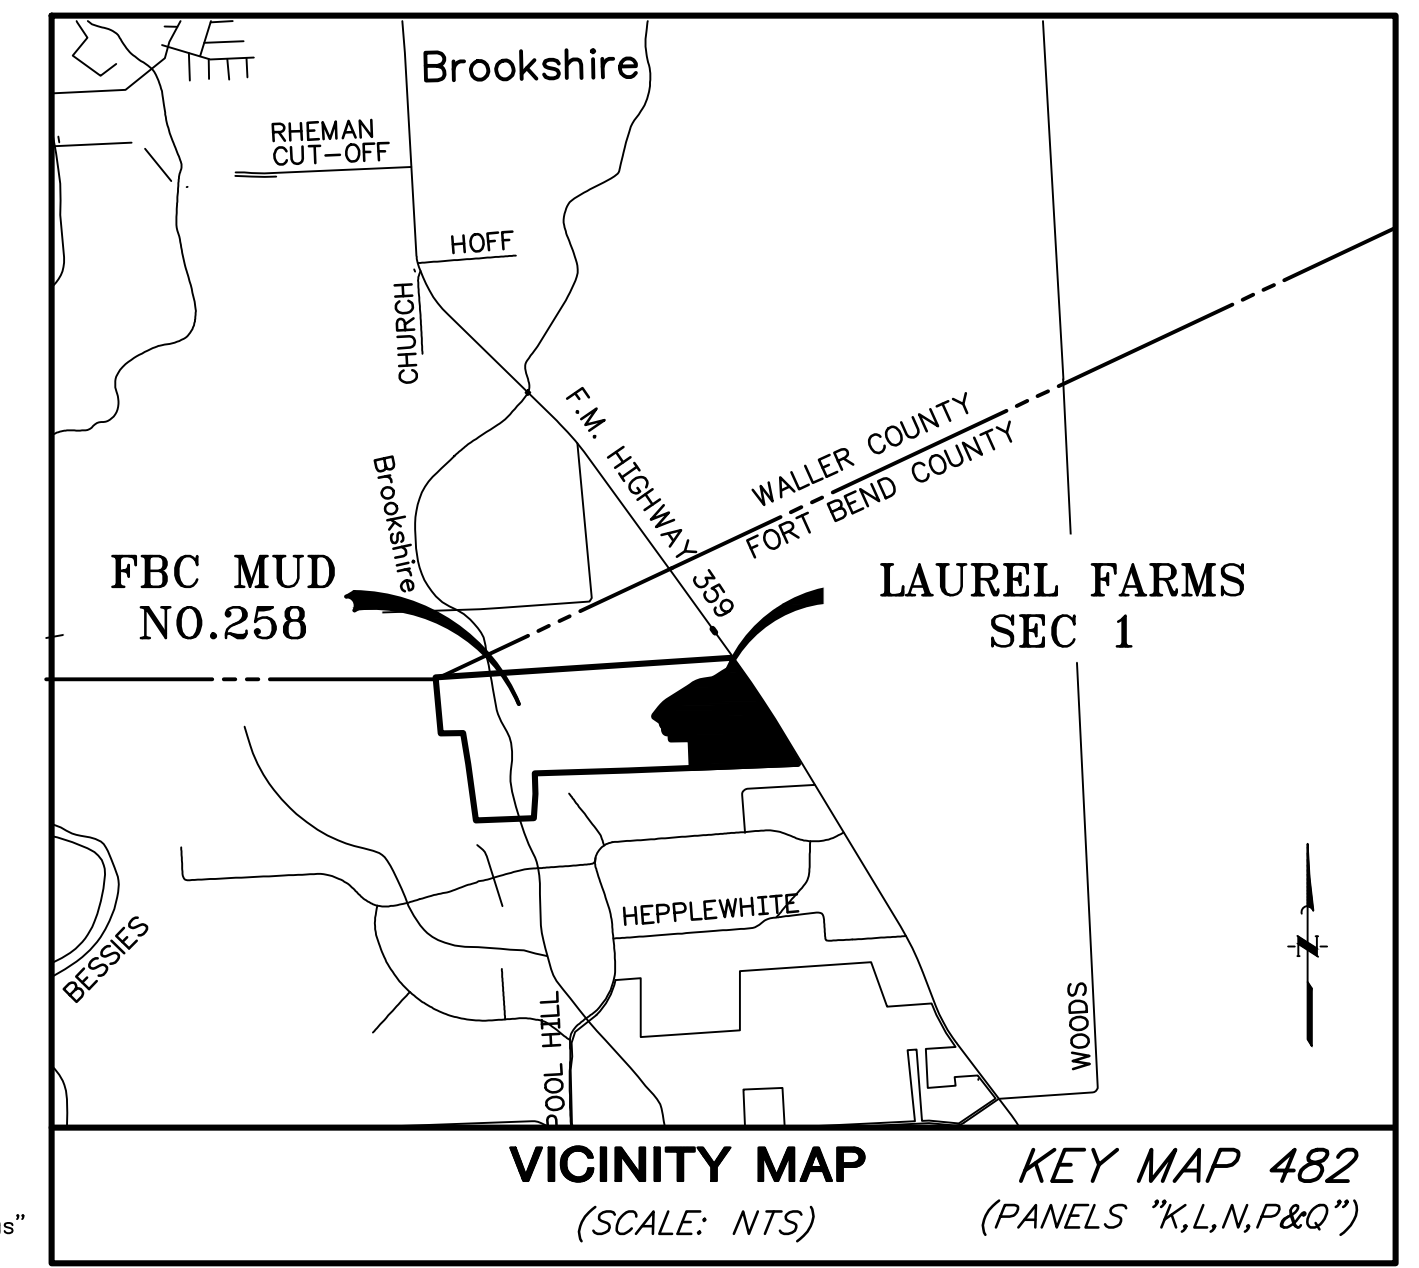 Brookshire
RHEMAN
CUT-OFF
HOFF
CHURCH
F.M. HIGHWAY 359
WALLER COUNTY
FORT BEND COUNTY
Brookshire
FBC MUD
NO.258
LAUREL FARMS
SEC 1
HEPPLEWHITE
BESSIES
POOL HILL
WOODS
N
VICINITY MAP
(SCALE: NTS)
KEY MAP 482
(PANELS "K,L,N,P&Q")